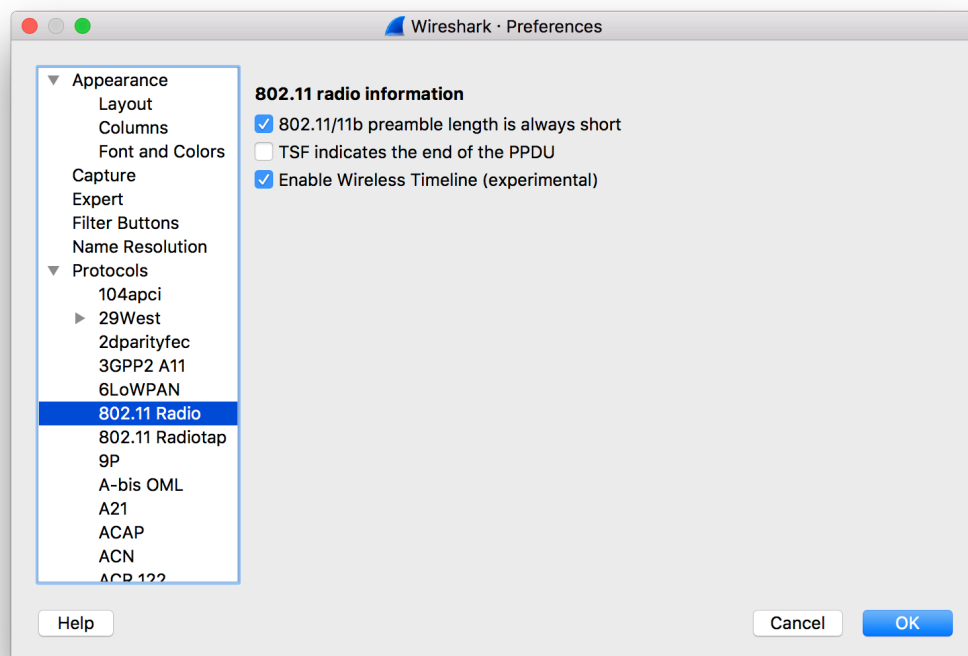 Wireshark · Preferences
Appearance
Layout
Columns
Font and Colors
Capture
Expert
Filter Buttons
Name Resolution
Protocols
104apci
29West
2dparityfec
3GPP2 A11
6LoWPAN
802.11 Radio
802.11 Radiotap
9P
A-bis OML
A21
ACAP
ACN
ACR 122
802.11 radio information
802.11/11b preamble length is always short
TSF indicates the end of the PPDU
Enable Wireless Timeline (experimental)
Help
Cancel
OK